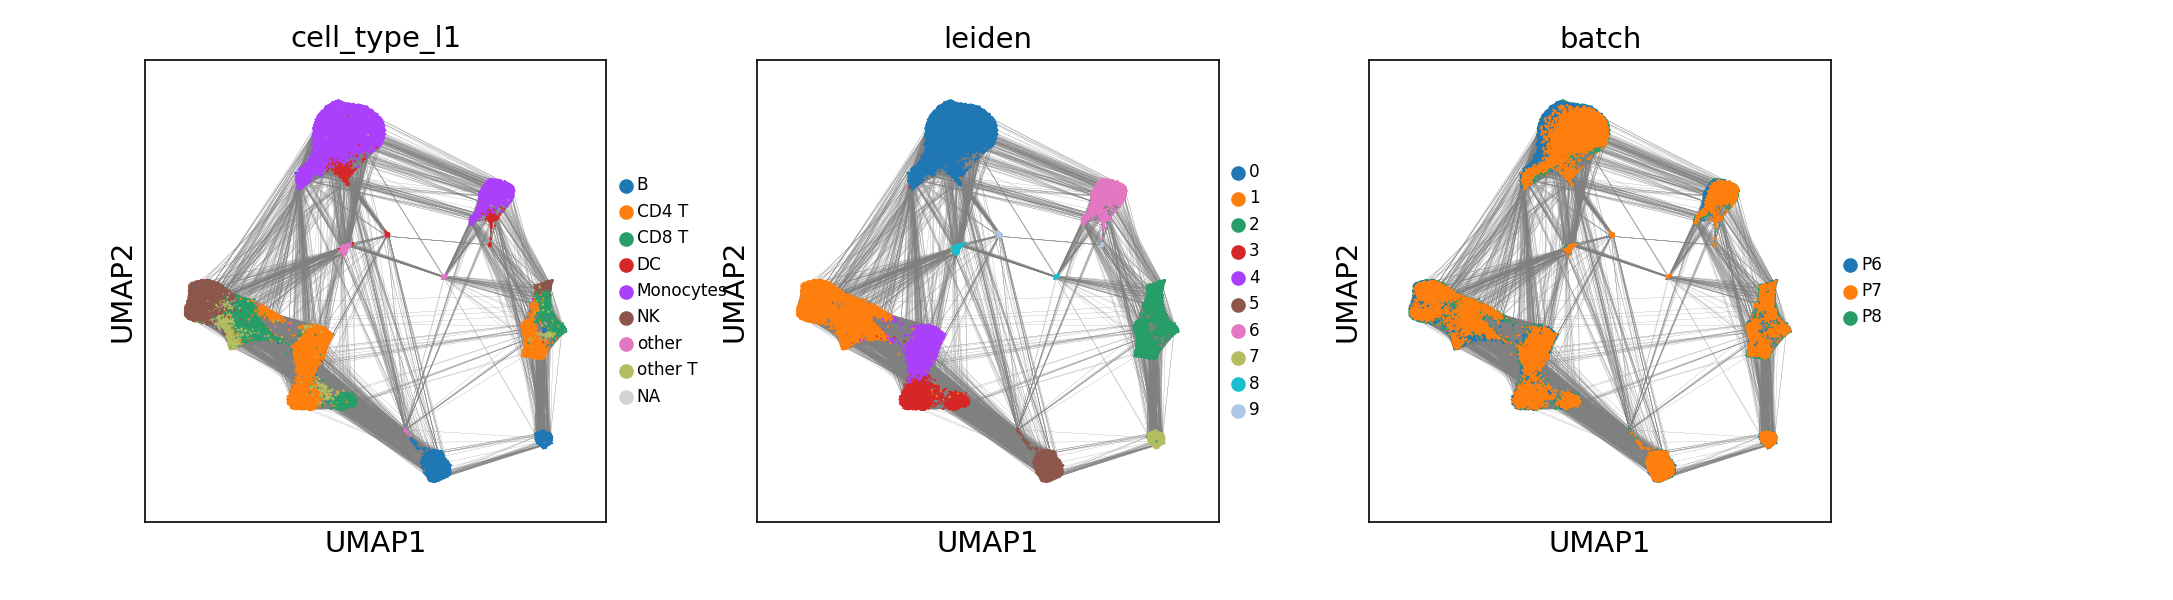 cell_type_l1
UMAP2
UMAP1
B
CD4 T
CD8 T
DC
Monocytes
NK
other
other T
NA
leiden
UMAP2
UMAP1
0
1
2
3
4
5
6
7
8
9
batch
UMAP2
UMAP1
P6
P7
P8